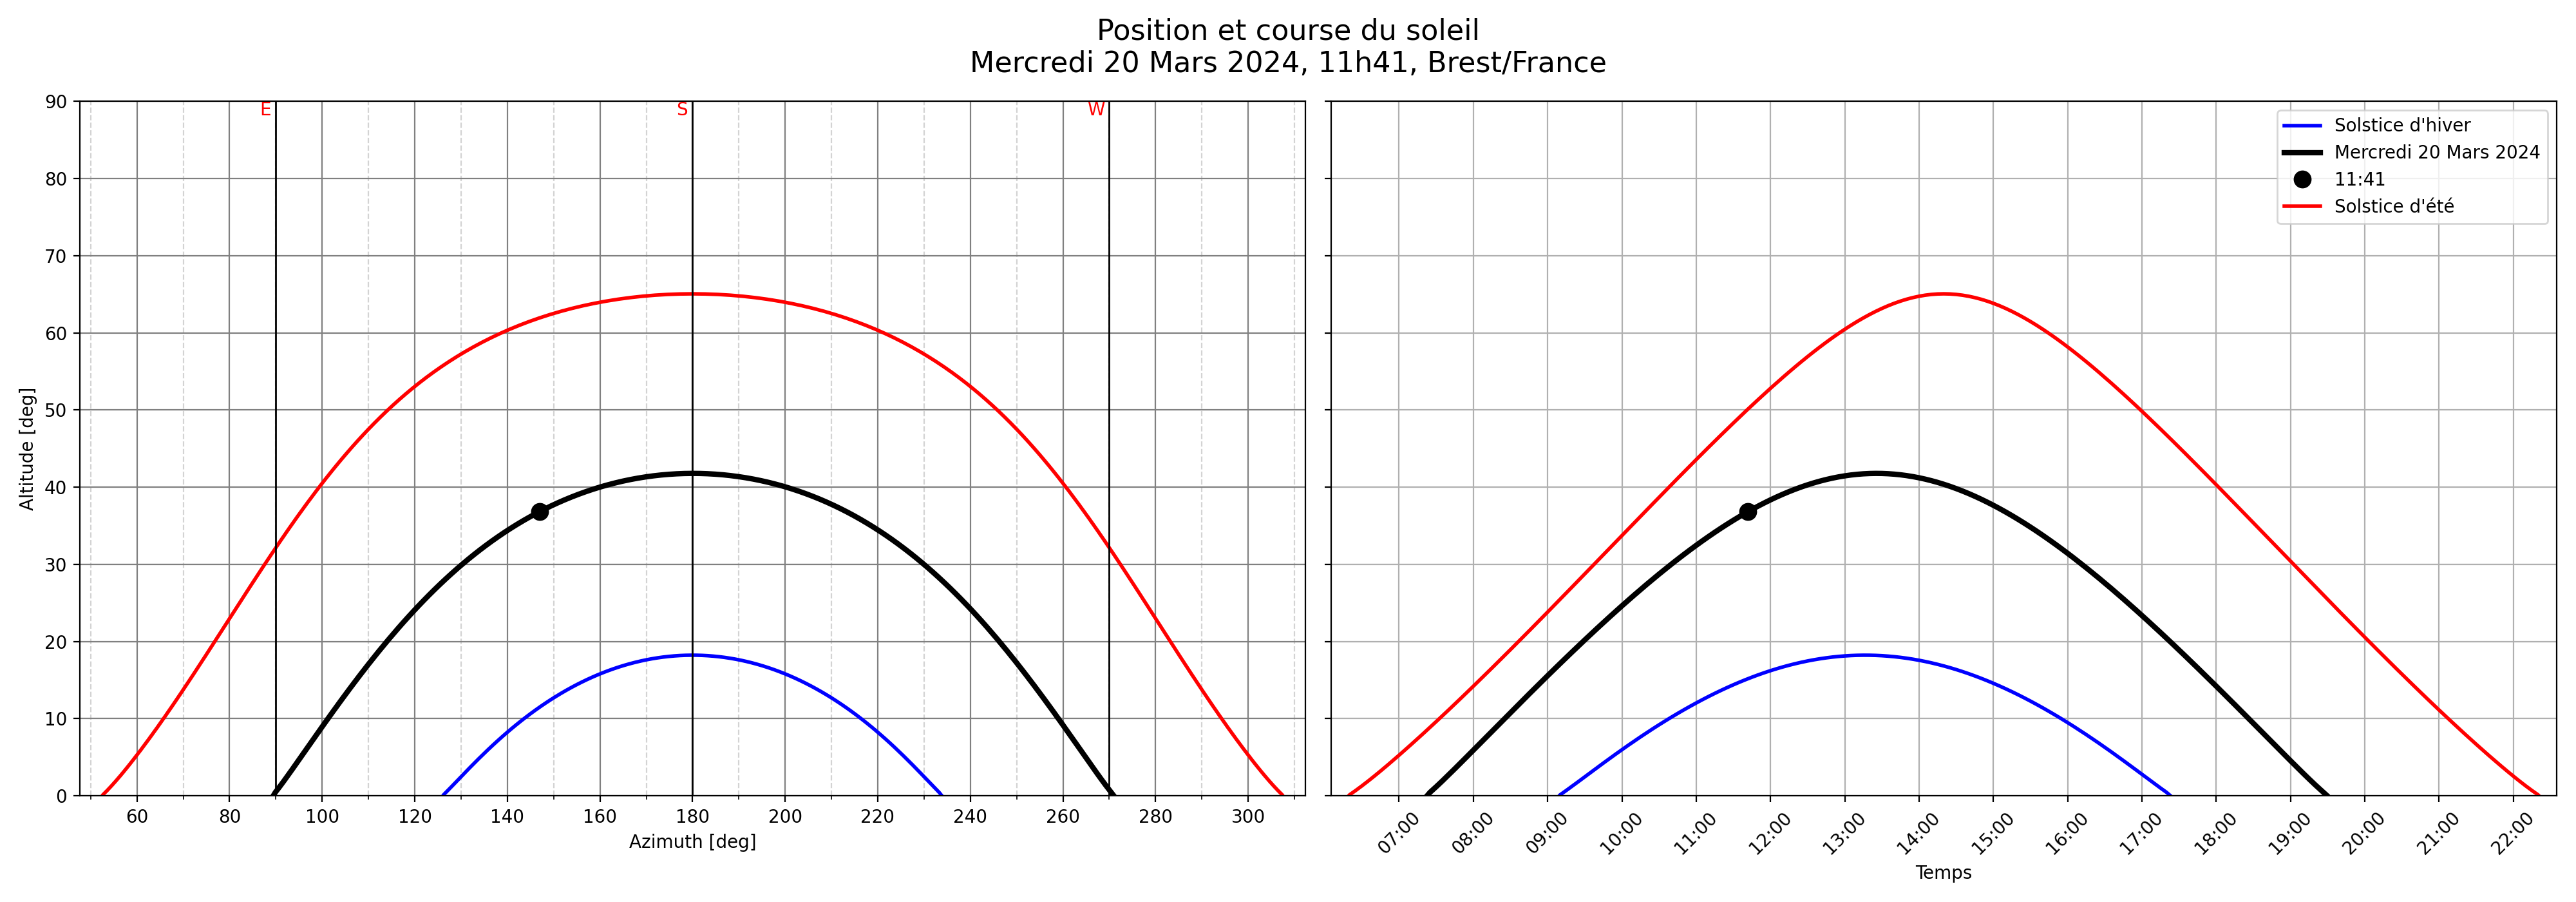 Position et course du soleil
Mercredi 20 Mars 2024, 11h41, Brest/France
E
S
W
90
80
70
60
50
40
30
20
10
0
Altitude [deg]
60 80 100 120 140 160 180 200 220 240 260 280 300
Azimuth [deg]
Solstice d'hiver
Mercredi 20 Mars 2024
11:41
Solstice d'été
07:00 08:00 09:00 10:00 11:00 12:00 13:00 14:00 15:00 16:00 17:00 18:00 19:00 20:00 21:00 22:00
Temps